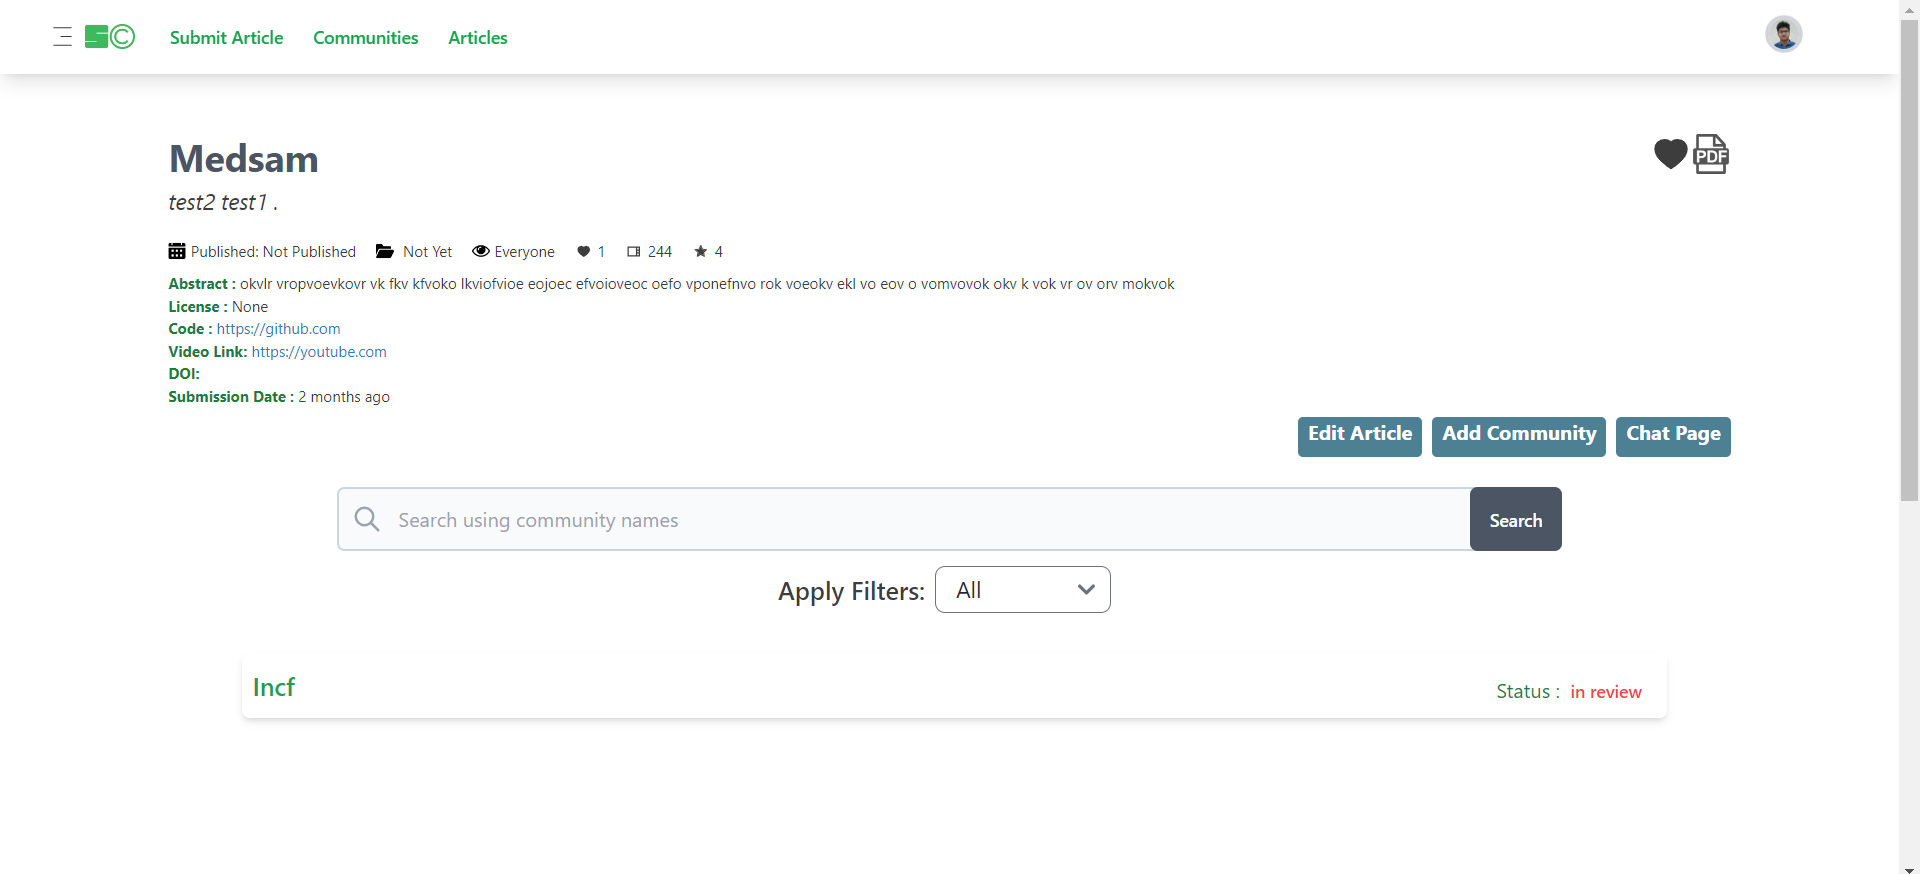 SC Submit Article Communities Articles
Medsam
PDF
test2 test1 .
Published: Not Published Not Yet Everyone 1 244 4
Abstract : okvlr vropvoevkovr vk fkv kfvoko lkviofvioe eojoec efvoioveoc oefo vponefnvo rok voeokv ekl vo eov o vomvovok okv k vok vr ov orv mokvok
License : None
Code : https://github.com
Video Link: https://youtube.com
DOI:
Submission Date : 2 months ago
Edit Article Add Community Chat Page
Search using community names Search
Apply Filters: All
Incf Status : in review